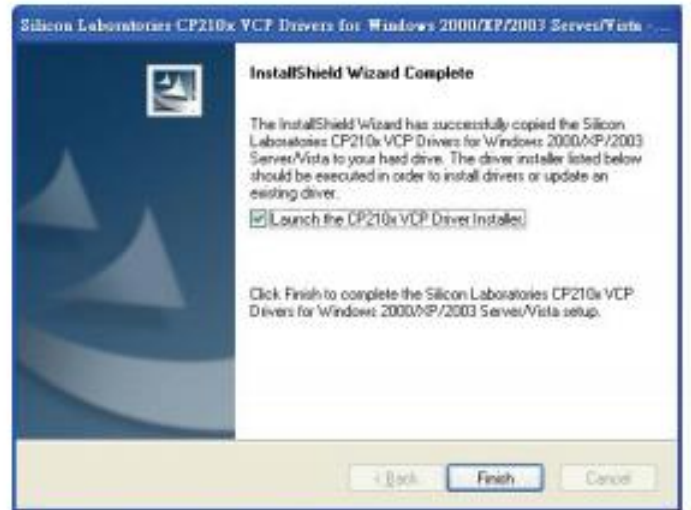 Silicon Laboratories CP210x VCP Drivers for Windows 2000/XP/2003 Server/Vista - ...
InstallShield Wizard Complete
The InstallShield Wizard has successfully copied the Silicon
Laboratories CP210x VCP Drivers for Windows 2000/XP/2003
Server/Vista to your hard drive. The driver installer listed below
should be executed in order to install drivers or update an
existing driver.
Launch the CP210x VCP Driver Installer.
Click Finish to complete the Silicon Laboratories CP210x VCP
Drivers for Windows 2000/XP/2003 Server/Vista setup.
< Back
Finish
Cancel